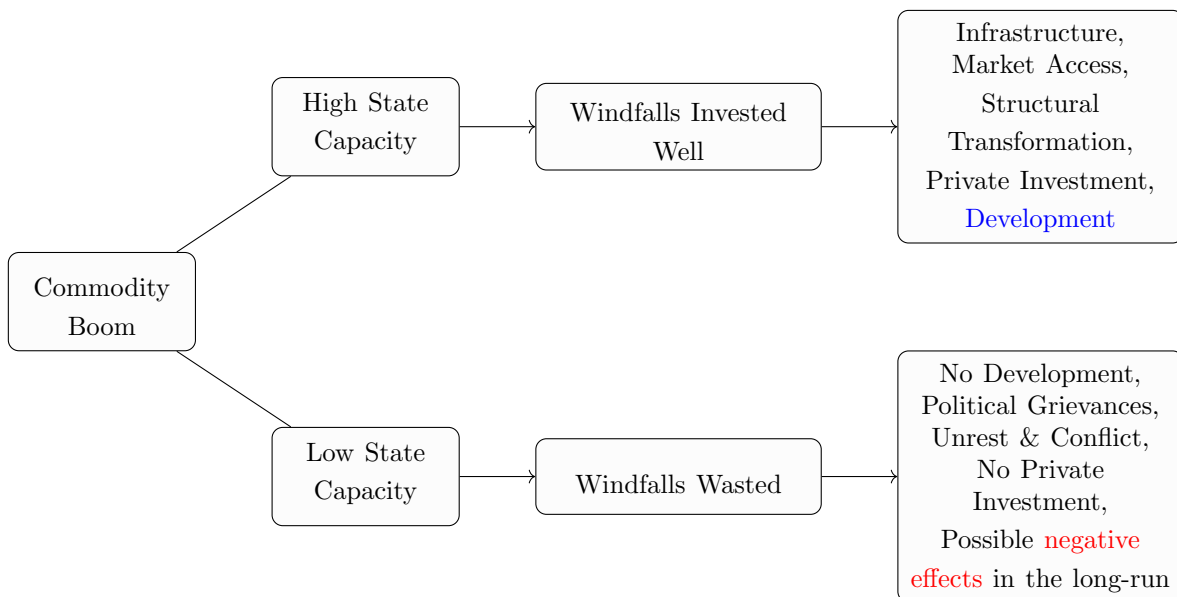 Commodity
Boom
High State
Capacity
Windfalls Invested
Well
Infrastructure,
Market Access,
Structural
Transformation,
Private Investment,
Development
Low State
Capacity
Windfalls Wasted
No Development,
Political Grievances,
Unrest & Conflict,
No Private
Investment,
Possible negative
effects in the long-run